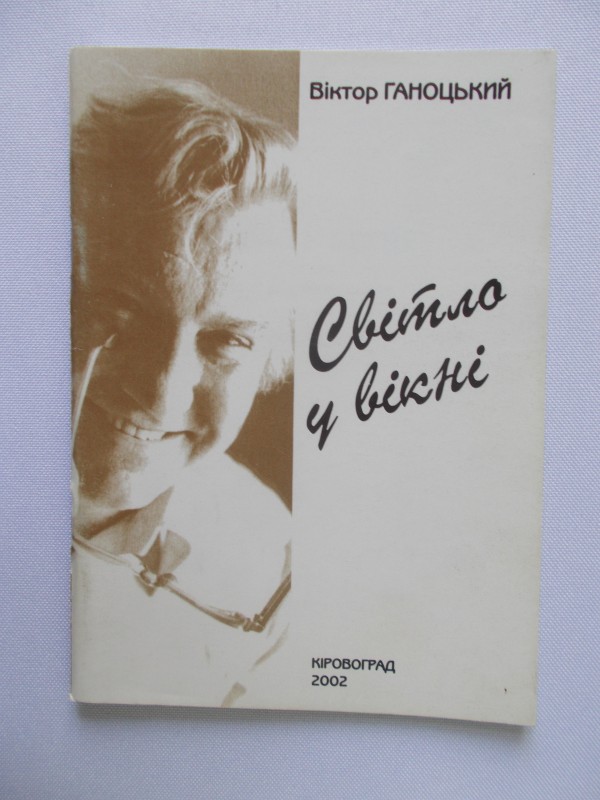 Віктор ГАНОЦЬКИЙ
Світло
у вікні
КІРОВОГРАД
2002